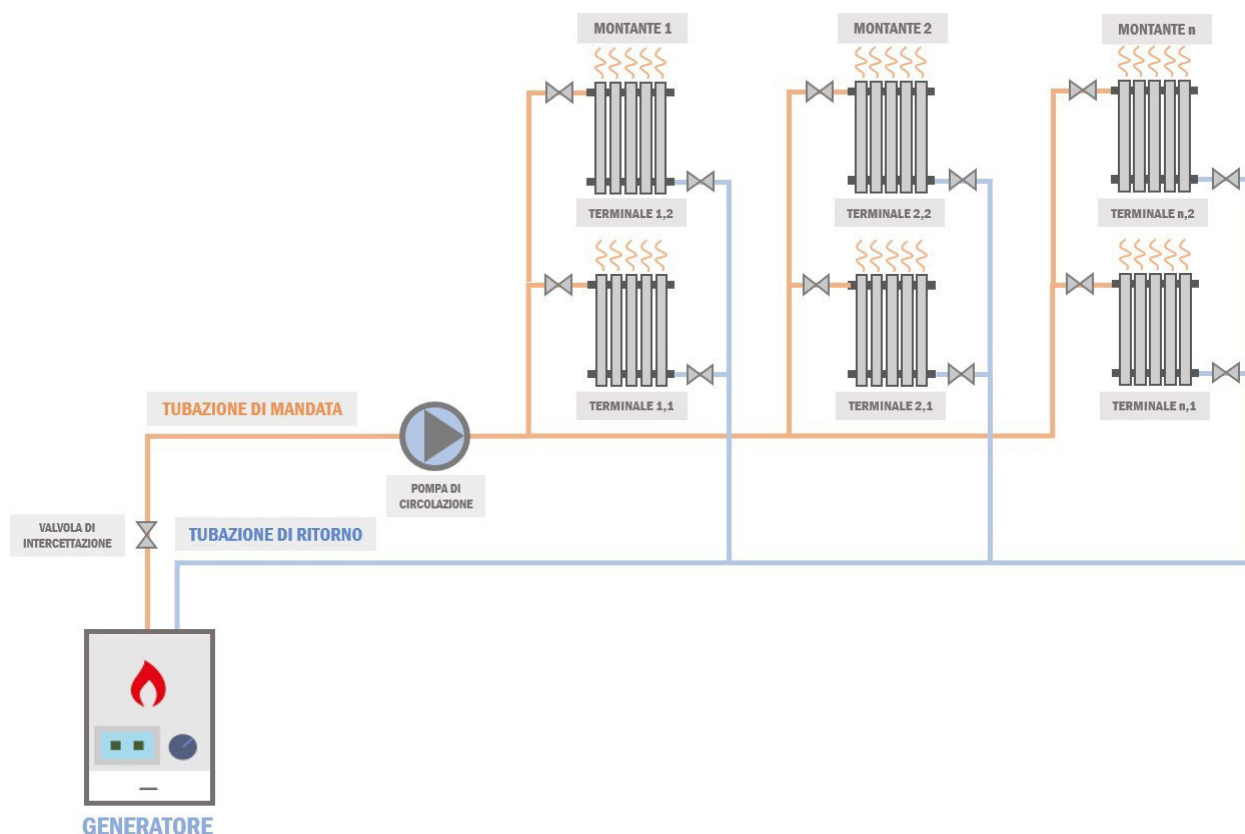 MONTANTE 1
MONTANTE 2
MONTANTE n
TERMINALE 1,2
TERMINALE 2,2
TERMINALE n,2
TERMINALE 1,1
TERMINALE 2,1
TERMINALE n,1
TUBAZIONE DI MANDATA
POMPA DI
CIRCOLAZIONE
VALVOLA DI
INTERCETTAZIONE
TUBAZIONE DI RITORNO
GENERATORE